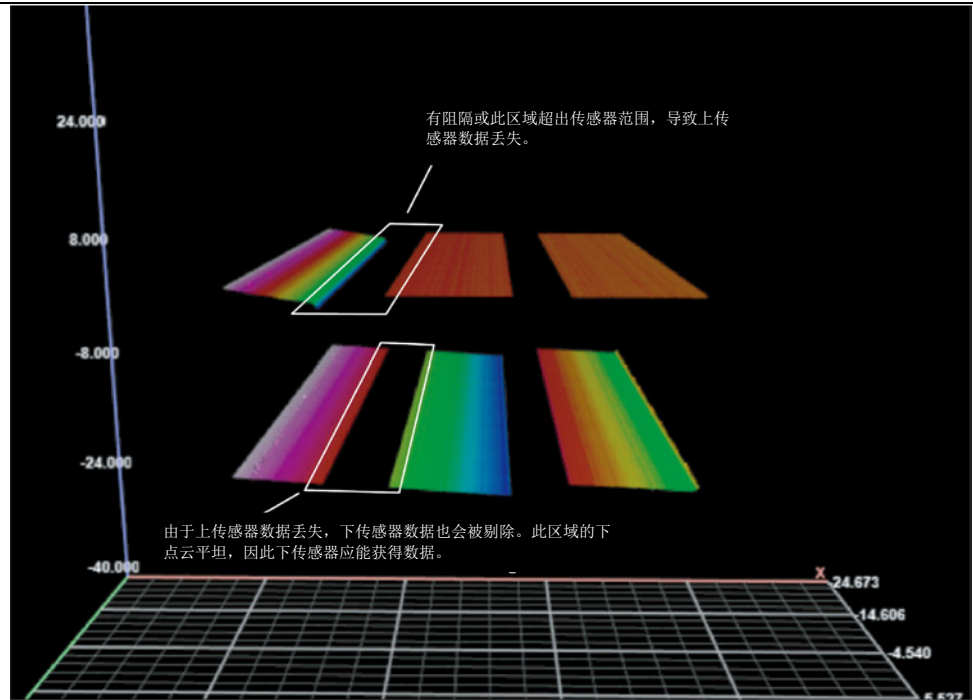 有阻隔或此区域超出传感器范围，导致上传
感器数据丢失。
24.000
8.000
-8.000
-24.000
由于上传感器数据丢失，下传感器数据也会被剔除。此区域的下
点云平坦，因此下传感器应能获得数据。
-40.000
X
-24.673
-14.606
-4.540
5.527